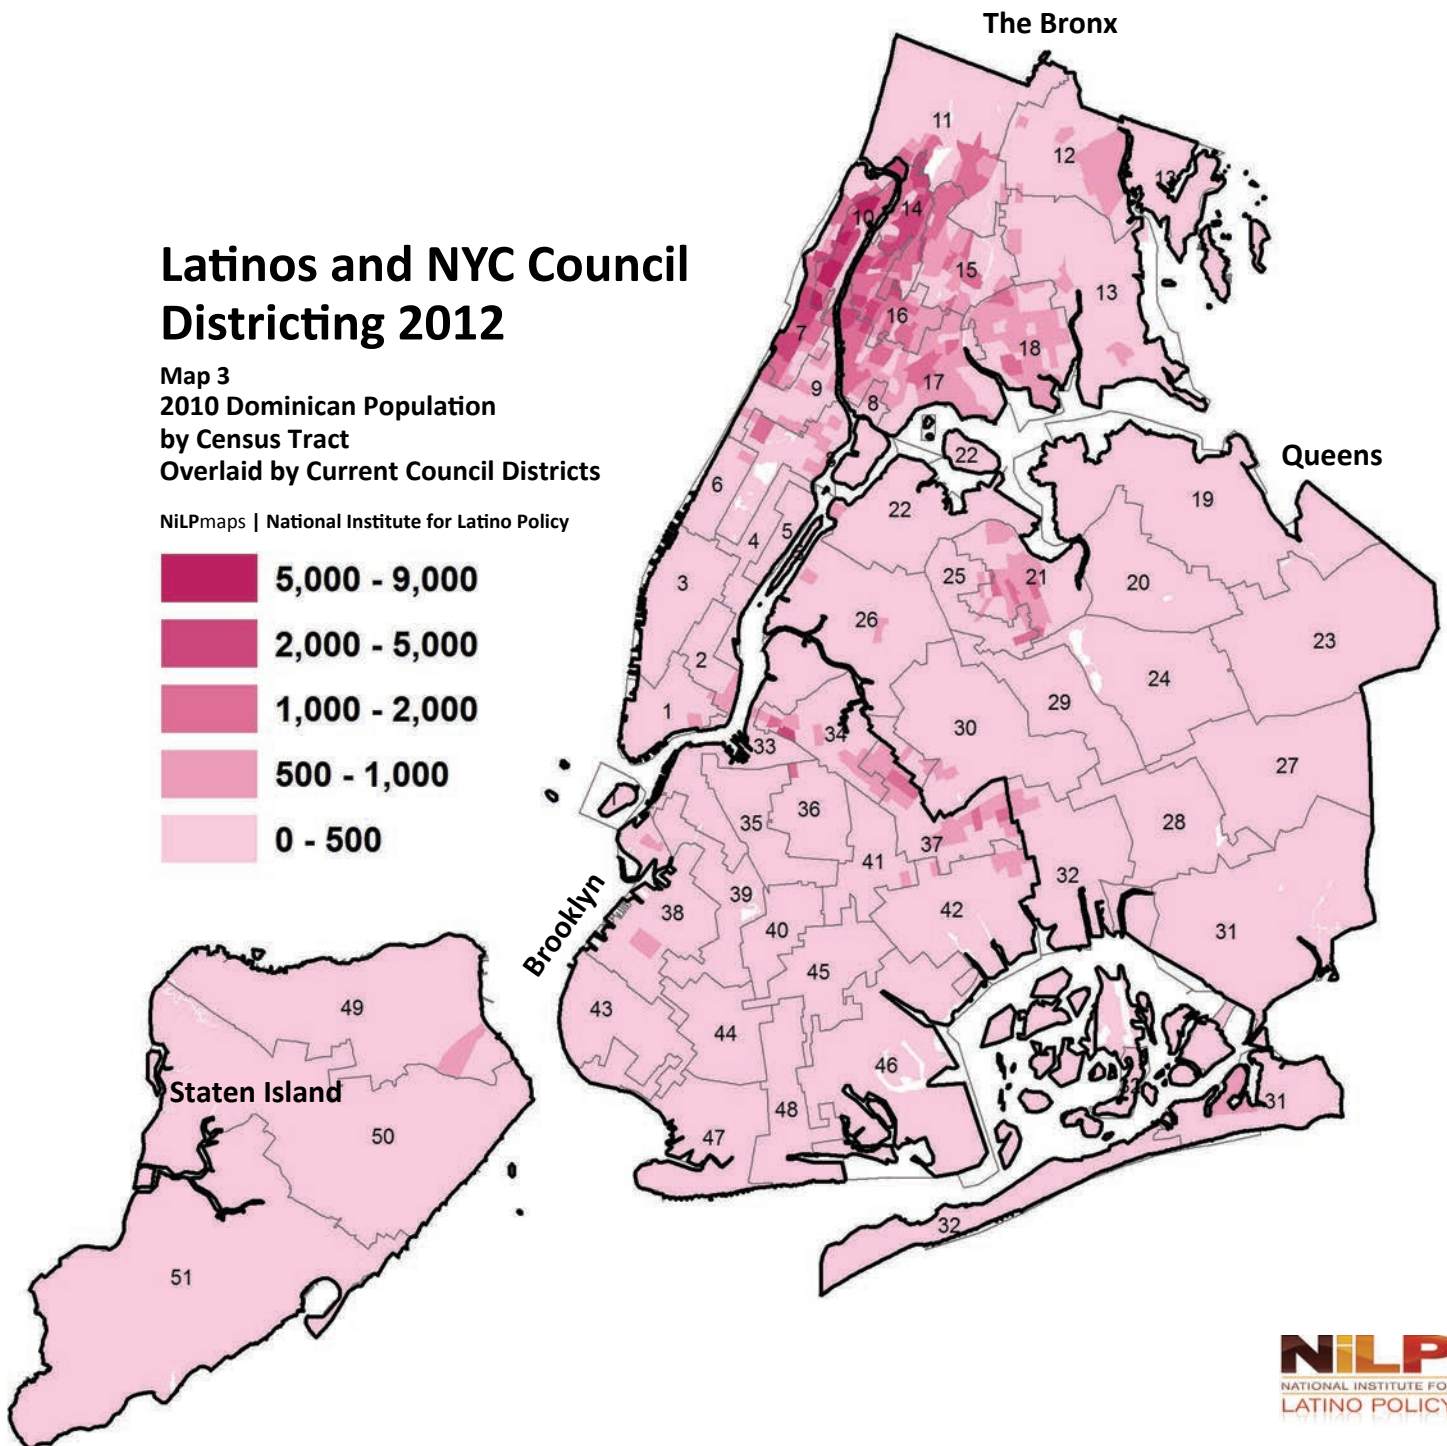 The Bronx
Latinos and NYC Council
Districting 2012
Map 3
2010 Dominican Population
by Census Tract
Overlaid by Current Council Districts
NiLPmaps | National Institute for Latino Policy
5,000 - 9,000
2,000 - 5,000
1,000 - 2,000
500 - 1,000
0 - 500
Queens
Brooklyn
Staten Island
11
12
13
10
14
15
13
16
7
18
17
9
8
22
6
19
22
5
4
3
25
21
20
26
23
2
24
29
1
34
30
33
27
36
35
28
37
41
32
39
38
42
40
31
45
49
43
44
46
32
31
48
50
47
32
51
NiLP
NATIONAL INSTITUTE FO
LATINO POLICY